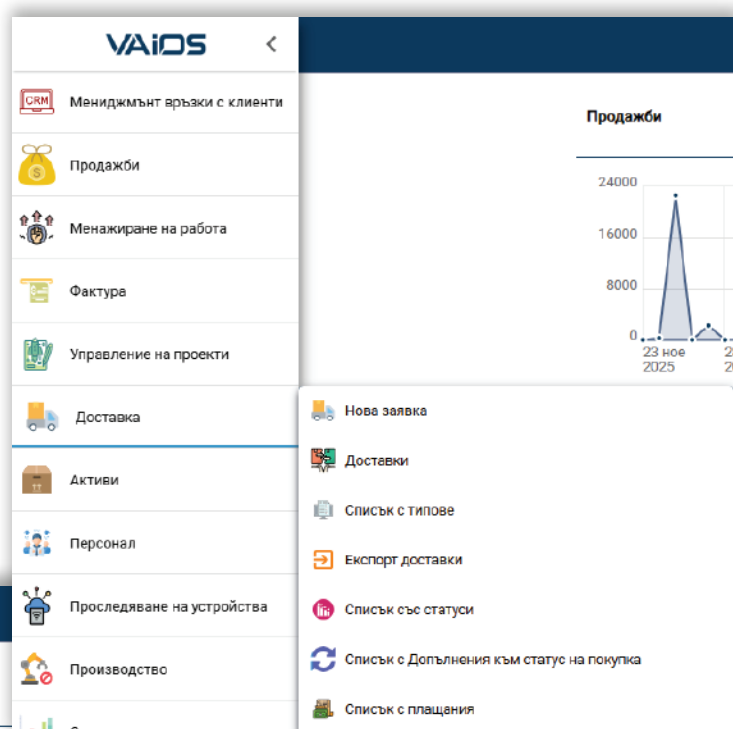 VAiOS
CRM
Мениджмънт връзки с клиенти
Продажби
Менажиране на работа
Фактура
Управление на проекти
Доставка
Активи
Персонал
Проследяване на устройства
Производство
Продажби
24000
16000
8000
0
23 ное
2025
Нова заявка
Доставки
Списък с типове
Експорт доставки
Списък със статуси
Списък с Допълнения към статус на покупка
Списък с плащания